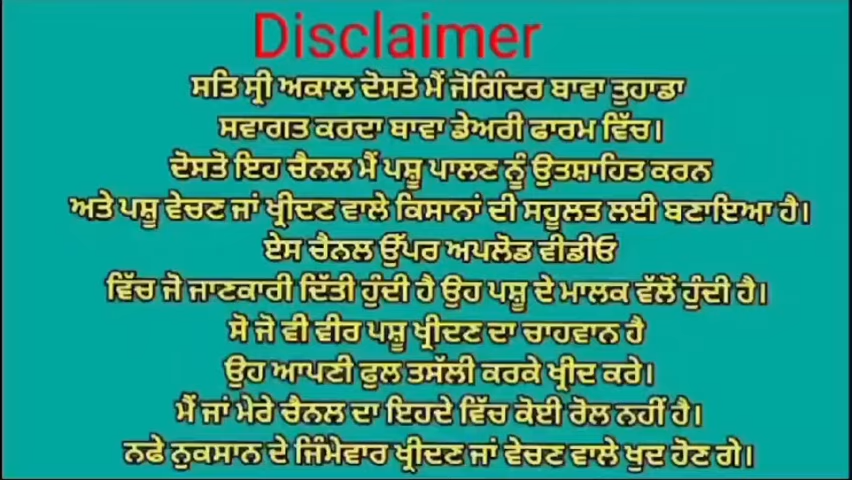 Disclaimer
ਸਤਿ ਸ੍ਰੀ ਅਕਾਲ ਦੋਸਤੋ ਮੈਂ ਜੋਗਿੰਦਰ ਬਾਵਾ ਤੁਹਾਡਾ
ਸਵਾਗਤ ਕਰਦਾ ਬਾਵਾ ਡੇਅਰੀ ਫਾਰਮ ਵਿੱਚ।
ਦੋਸਤੋ ਇਹ ਚੈਨਲ ਮੈਂ ਪਸ਼ੂ ਪਾਲਣ ਨੂੰ ਉਤਸ਼ਾਹਿਤ ਕਰਨ
ਅਤੇ ਪਸ਼ੂ ਵੇਚਣ ਜਾਂ ਖ੍ਰੀਦਣ ਵਾਲੇ ਕਿਸਾਨਾਂ ਦੀ ਸਹੂਲਤ ਲਈ ਬਣਾਇਆ ਹੈ।
ਏਸ ਚੈਨਲ ਉੱਪਰ ਅਪਲੋਡ ਵੀਡੀਓ
ਵਿੱਚ ਜੋ ਜਾਣਕਾਰੀ ਦਿੱਤੀ ਹੁੰਦੀ ਹੈ ਉਹ ਪਸ਼ੂ ਦੇ ਮਾਲਕ ਵੱਲੋਂ ਹੁੰਦੀ ਹੈ।
ਸੋ ਜੋ ਵੀ ਵੀਰ ਪਸ਼ੂ ਖ੍ਰੀਦਣ ਦਾ ਚਾਹਵਾਨ ਹੈ
ਉਹ ਆਪਣੀ ਫੁਲ ਤਸੱਲੀ ਕਰਕੇ ਖ੍ਰੀਦ ਕਰੇ।
ਮੈਂ ਜਾਂ ਮੇਰੇ ਚੈਨਲ ਦਾ ਇਹਦੇ ਵਿੱਚ ਕੋਈ ਰੋਲ ਨਹੀਂ ਹੈ।
ਨਫੇ ਨੁਕਸਾਨ ਦੇ ਜਿੰਮੇਵਾਰ ਖ੍ਰੀਦਣ ਜਾਂ ਵੇਚਣ ਵਾਲੇ ਖੁਦ ਹੋਣ ਗੇ।